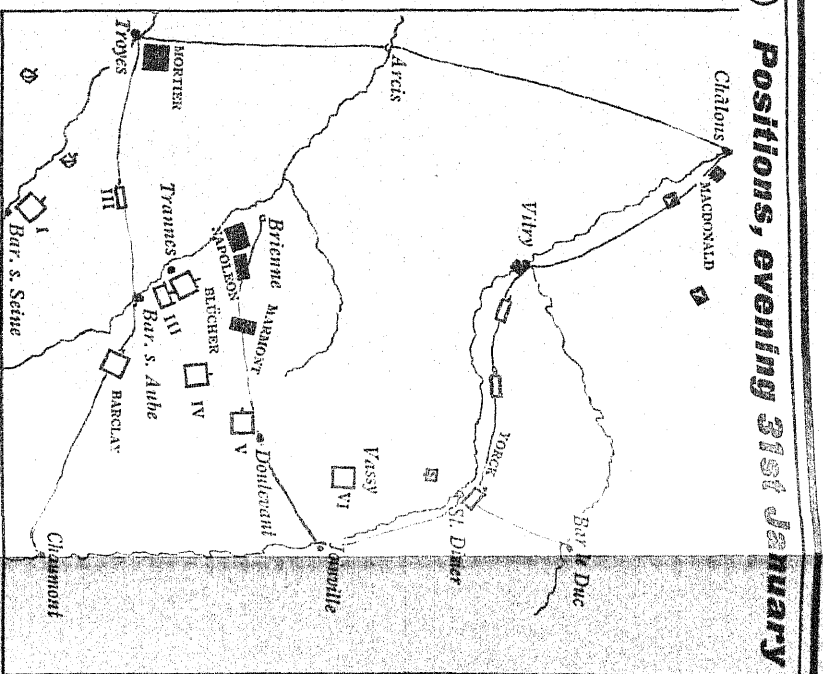 Positions, evening 31st January
Châlons
MACDONALD
Arcis
Vitry
Troyes
MORTIER
Bar le Duc
YORCK
St. Dizier
Brienne
NAPOLEON
MARMONT
Vassy
VI
Joinville
Trannes
BLÜCHER
III
III
IV
V
Doulevant
I
Bar. s. Seine
Bar. s. Aube
BARCLAY
Chaumont